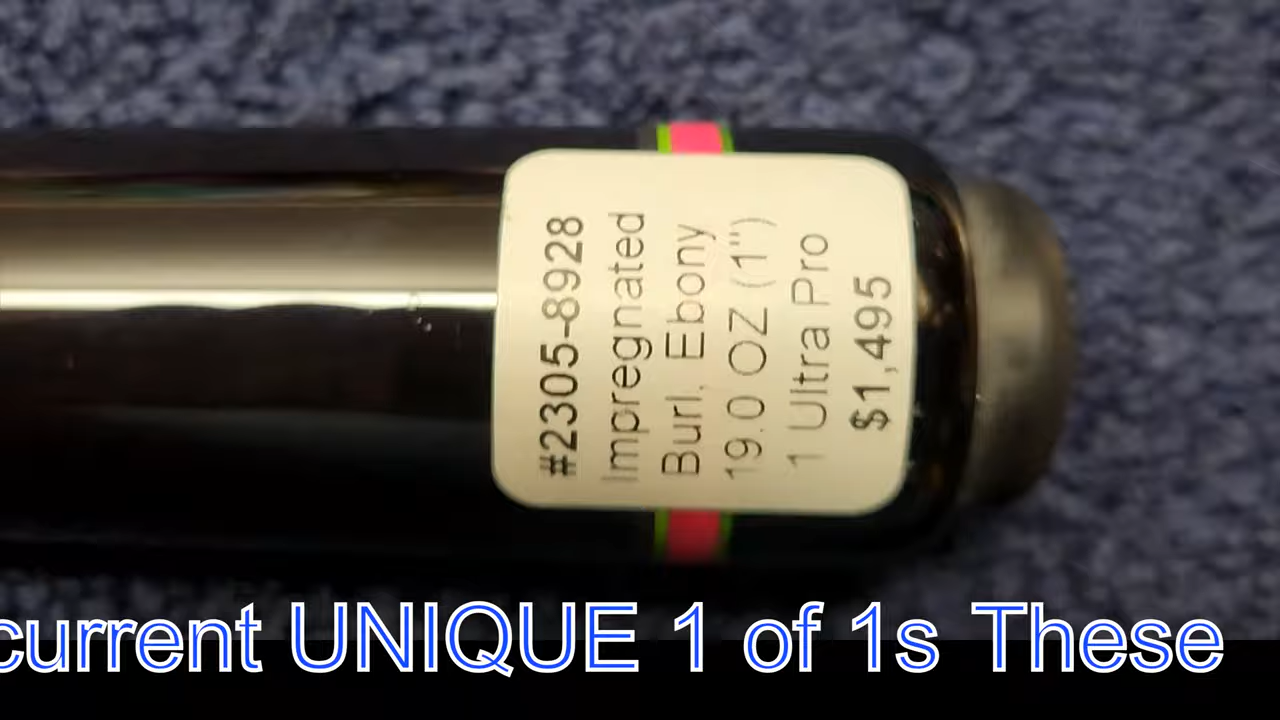 #2305-8928
Impregnated
Burl, Ebony
19.0 OZ (1")
1 Ultra Pro
$1,495
current UNIQUE 1 of 1s These